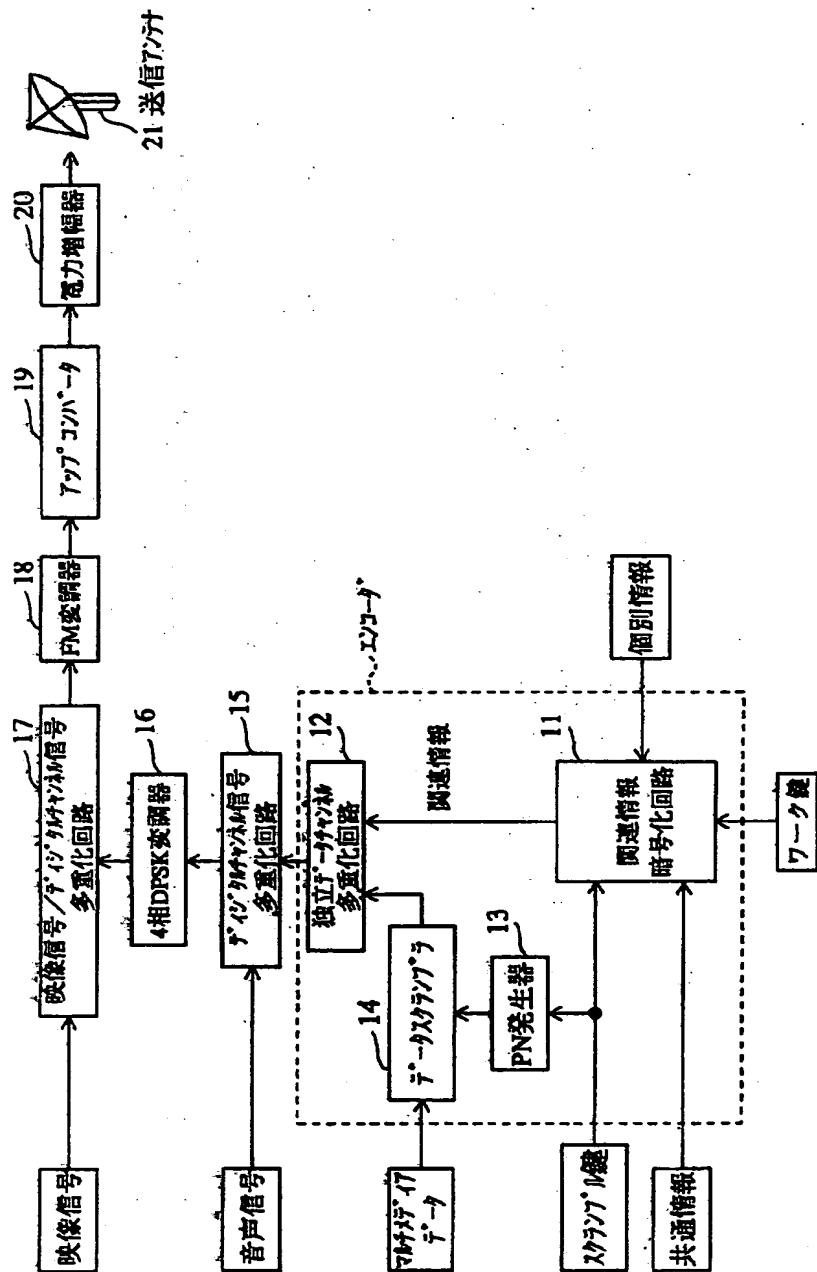 映像信号
17
映像信号/ディジタルチャンネル信号
多重化回路
18
FM変調器
19
アップコンバータ
20
電力増幅器
21 送信アンテナ
16
4相DPSK変調器
音声信号
15
ディジタルチャンネル信号
多重化回路
エンコーダ
12
独立データチャンネル
多重化回路
関連情報
マルチメディア
データ
14
データスクランブラ
13
PN発生器
11
関連情報
暗号化回路
個別情報
スクランブル鍵
共通情報
ワーク鍵